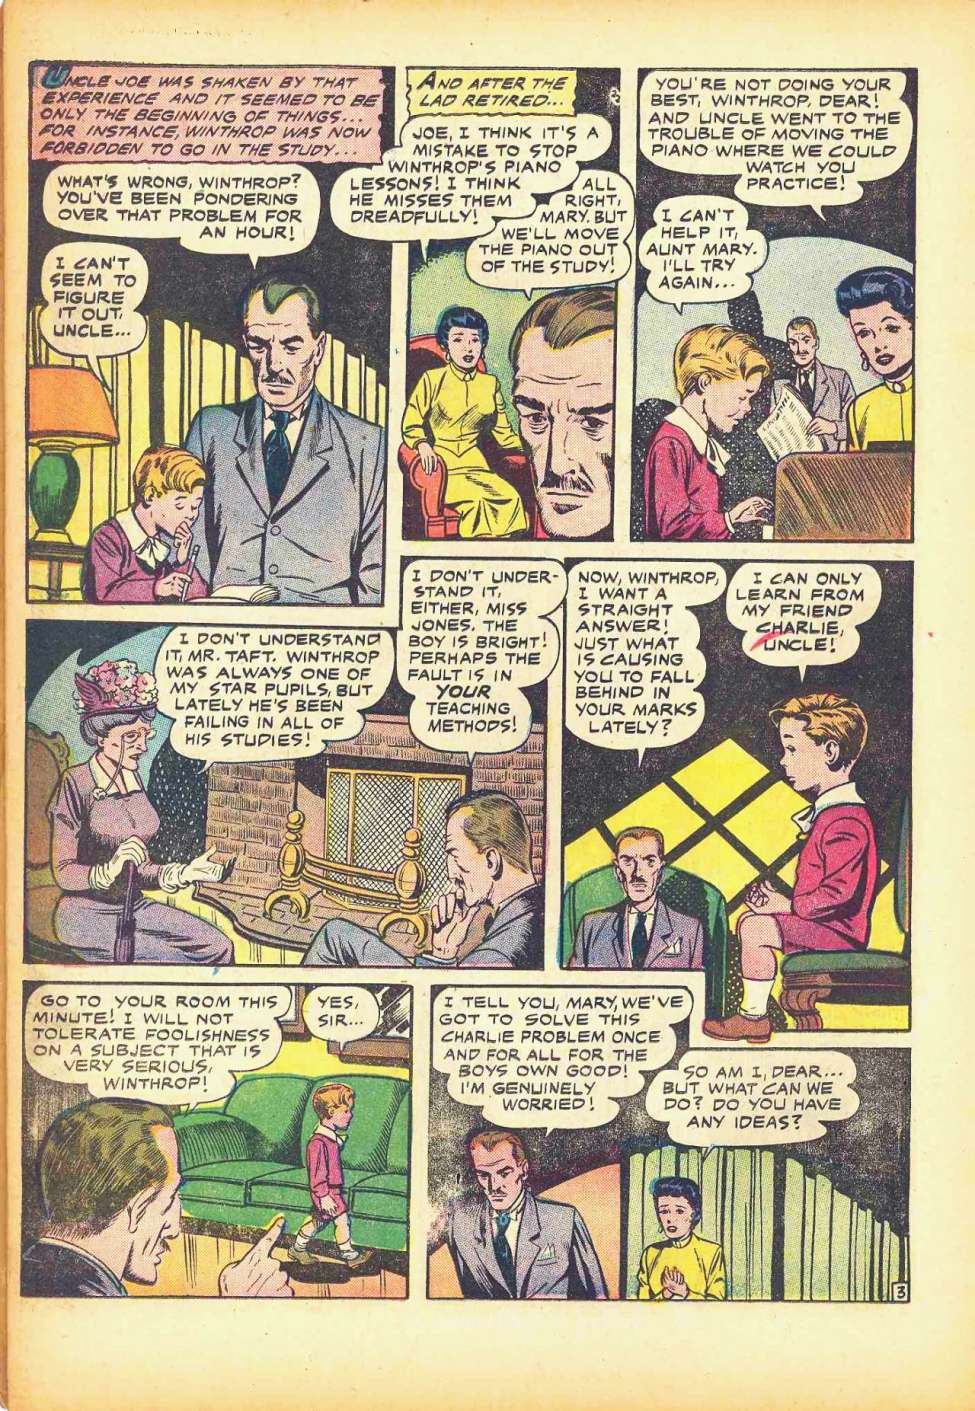 UNCLE JOE WAS SHAKEN BY THAT
EXPERIENCE AND IT SEEMED TO BE
ONLY THE BEGINNING OF THINGS...
FOR INSTANCE, WINTHROP WAS NOW
FORBIDDEN TO GO IN THE STUDY...
WHAT'S WRONG, WINTHROP?
YOU'VE BEEN PONDERING
OVER THAT PROBLEM FOR
AN HOUR!
I CAN'T
SEEM TO
FIGURE
IT OUT,
UNCLE...
AND AFTER THE
LAD RETIRED...
JOE, I THINK IT'S A
MISTAKE TO STOP
WINTHROP'S PIANO
LESSONS! I THINK
HE MISSES THEM
DREADFULLY!
ALL
RIGHT,
MARY. BUT
WE'LL MOVE
THE PIANO OUT
OF THE STUDY!
YOU'RE NOT DOING YOUR
BEST, WINTHROP, DEAR!
AND UNCLE WENT TO THE
TROUBLE OF MOVING THE
PIANO WHERE WE COULD
WATCH YOU
PRACTICE!
I CAN'T
HELP IT,
AUNT MARY.
I'LL TRY
AGAIN...
I DON'T UNDERSTAND
IT, MR. TAFT. WINTHROP
WAS ALWAYS ONE OF
MY STAR PUPILS, BUT
LATELY HE'S BEEN
FAILING IN ALL OF
HIS STUDIES!
I DON'T UNDER-
STAND IT,
EITHER, MISS
JONES. THE
BOY IS BRIGHT!
PERHAPS THE
FAULT IS IN
YOUR
TEACHING
METHODS!
NOW, WINTHROP,
I WANT A
STRAIGHT
ANSWER!
JUST WHAT
IS CAUSING
YOU TO FALL
BEHIND IN
YOUR MARKS
LATELY?
I CAN ONLY
LEARN FROM
MY FRIEND
CHARLIE,
UNCLE!
GO TO YOUR ROOM THIS
MINUTE! I WILL NOT
TOLERATE FOOLISHNESS
ON A SUBJECT THAT IS
VERY SERIOUS,
WINTHROP!
YES,
SIR...
I TELL YOU, MARY, WE'VE
GOT TO SOLVE THIS
CHARLIE PROBLEM ONCE
AND FOR ALL FOR THE
BOYS OWN GOOD!
I'M GENUINELY
WORRIED!
SO AM I, DEAR...
BUT WHAT CAN WE
DO? DO YOU HAVE
ANY IDEAS?
3